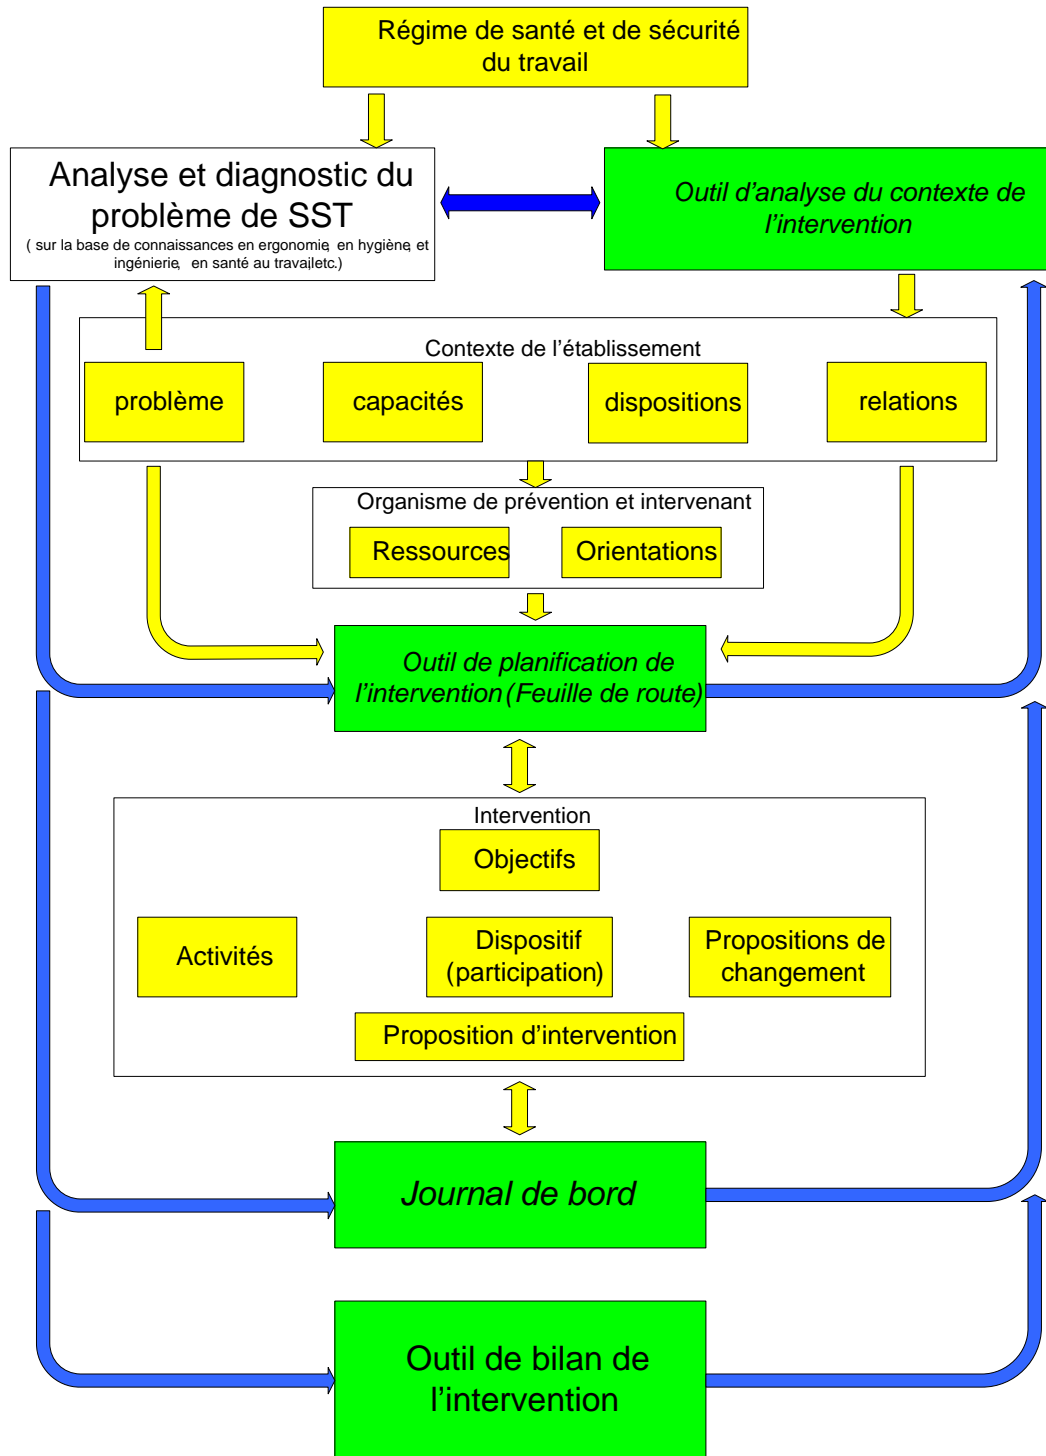 Régime de santé et de sécurité
du travail
Analyse et diagnostic du
problème de SST
( sur la base de connaissances en ergonomie, en hygiène, et
ingénierie, en santé au travail, etc.)
Outil d’analyse du contexte de
l’intervention
Contexte de l’établissement
problème
capacités
dispositions
relations
Organisme de prévention et intervenant
Ressources
Orientations
Outil de planification de
l’intervention (Feuille de route)
Intervention
Objectifs
Activités
Dispositif
(participation)
Propositions de
changement
Proposition d’intervention
Journal de bord
Outil de bilan de
l’intervention